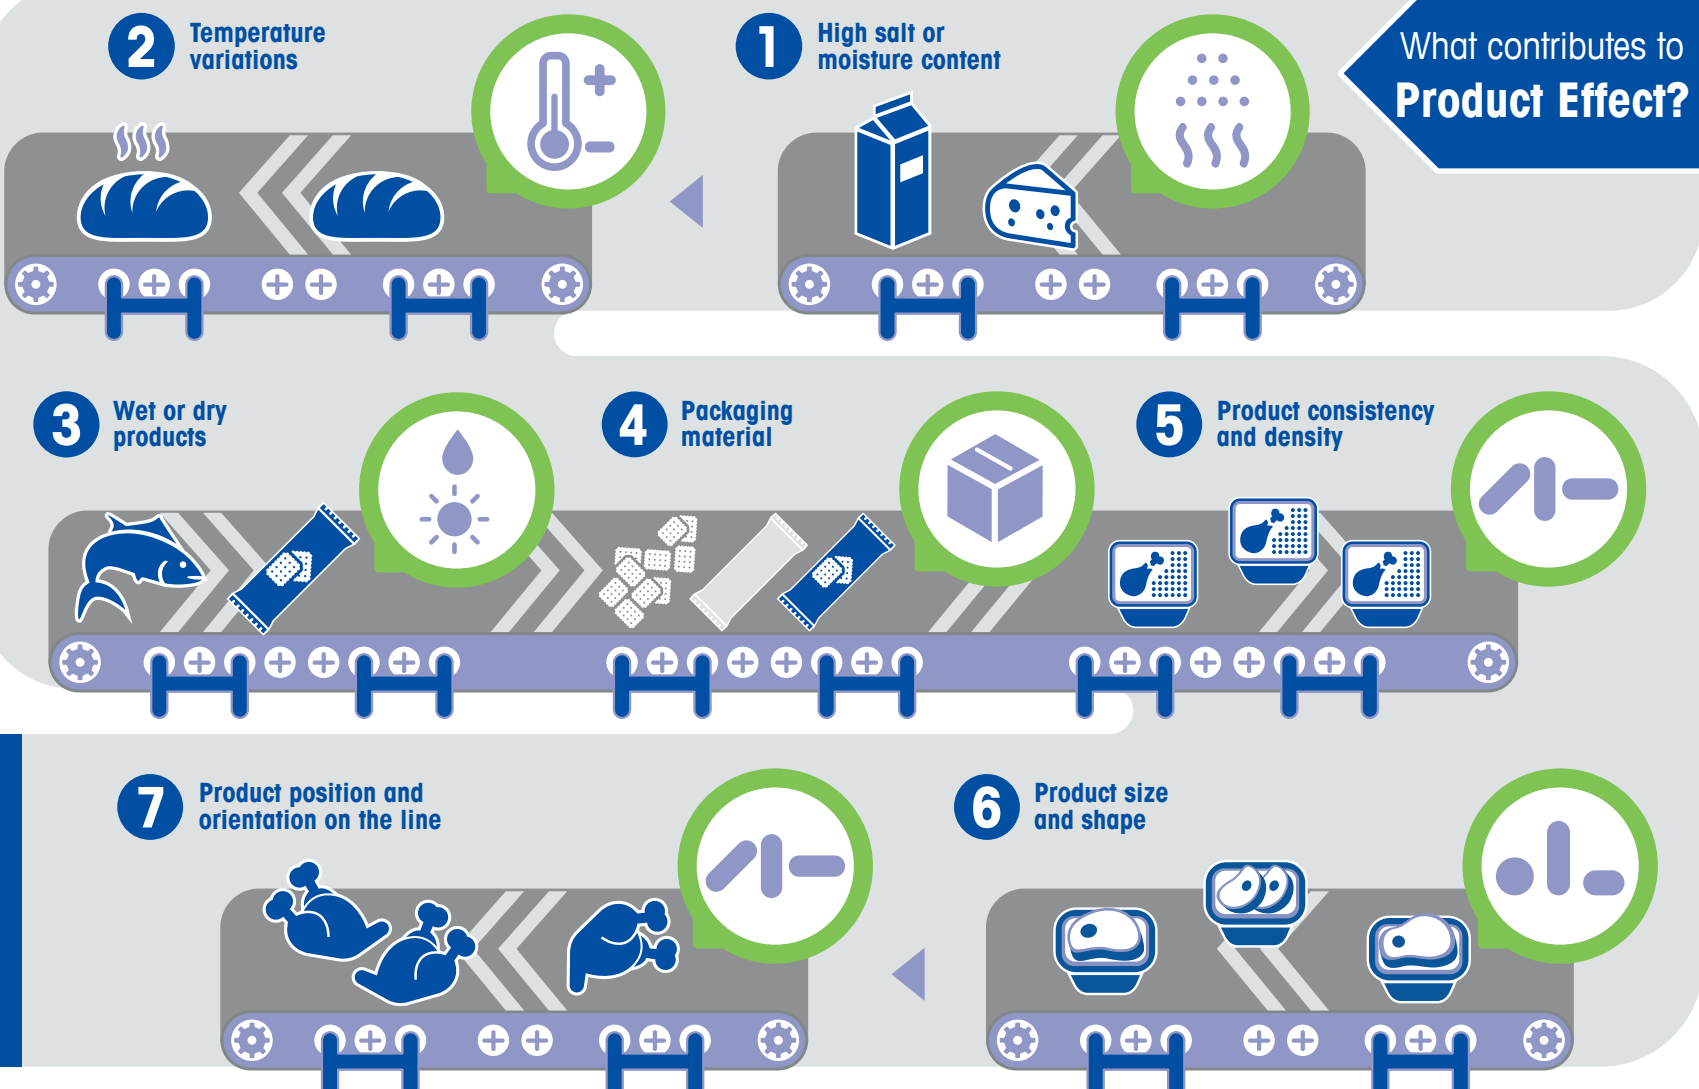 What contributes to
Product Effect?
1
High salt or
moisture content
2
Temperature
variations
3
Wet or dry
products
4
Packaging
material
5
Product consistency
and density
6
Product size
and shape
7
Product position and
orientation on the line